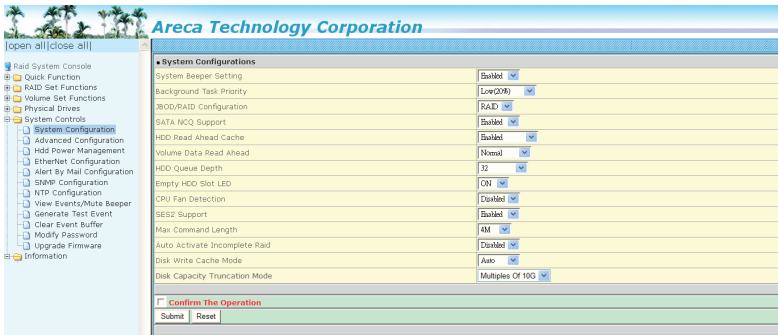 Areca Technology Corporation
|open all|close all|
Raid System Console
Quick Function
RAID Set Functions
Volume Set Functions
Physical Drives
System Controls
System Configuration
Advanced Configuration
Hdd Power Management
EtherNet Configuration
Alert By Mail Configuration
SNMP Configuration
NTP Configuration
View Events/Mute Beeper
Generate Test Event
Clear Event Buffer
Modify Password
Upgrade Firmware
Information
System Configurations
System Beeper Setting Enabled
Background Task Priority Low(20%)
JBOD/RAID Configuration RAID
SATA NCQ Support Enabled
HDD Read Ahead Cache Enabled
Volume Data Read Ahead Normal
HDD Queue Depth 32
Empty HDD Slot LED ON
CPU Fan Detection Disabled
SES2 Support Enabled
Max Command Length 4M
Auto Activate Incomplete Raid Disabled
Disk Write Cache Mode Auto
Disk Capacity Truncation Mode Multiples Of 10G
Confirm The Operation
Submit Reset